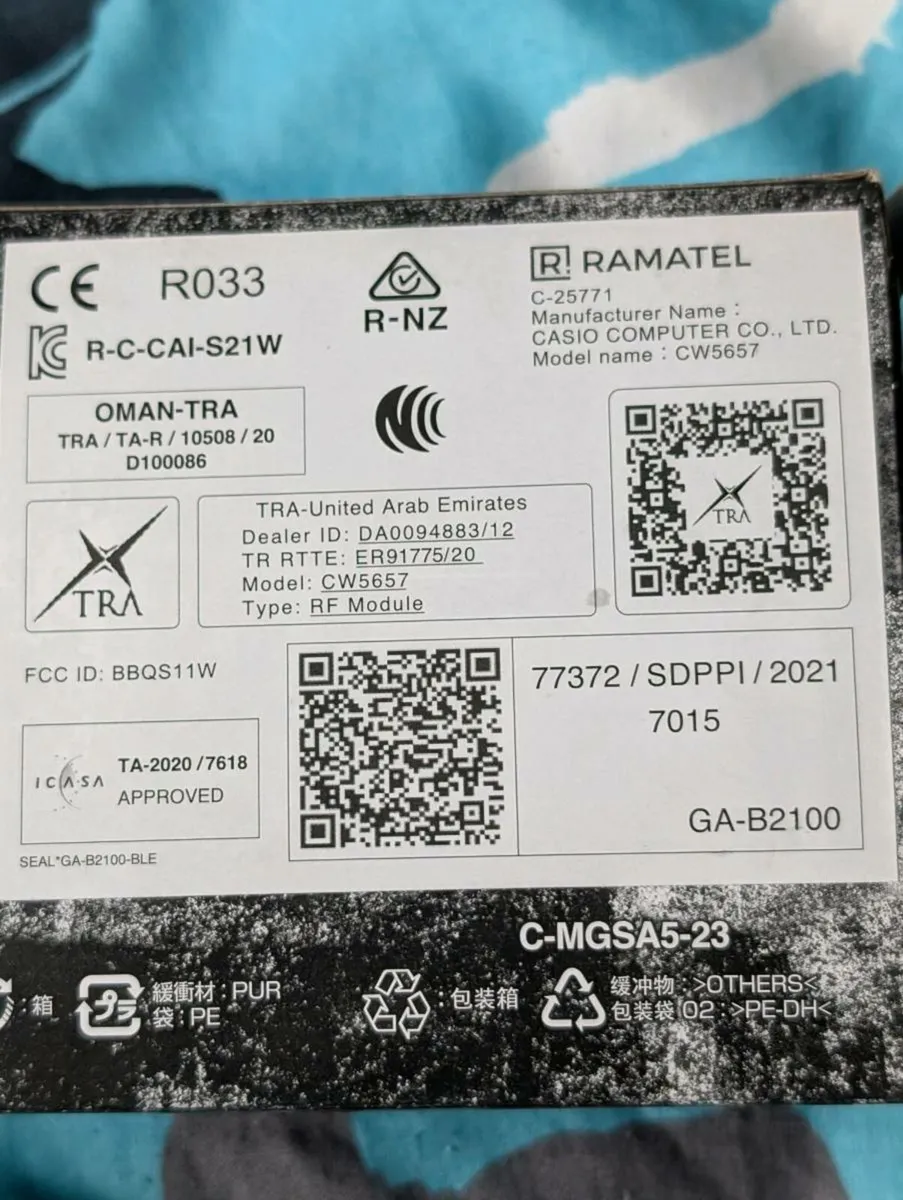 CE R033
R-NZ
R! RAMATEL
C-25771
Manufacturer Name :
CASIO COMPUTER CO., LTD.
Model name : CW5657
KC R-C-CAI-S21W
OMAN-TRA
TRA / TA-R / 10508 / 20
D100086
TRA
TRA-United Arab Emirates
Dealer ID: DA0094883/12
TR RTTE: ER91775/20
Model: CW5657
Type: RF Module
TRA
FCC ID: BBQS11W
ICASA
TA-2020 / 7618
APPROVED
77372 / SDPPI / 2021
7015
GA-B2100
SEAL*GA-B2100-BLE
C-MGSA5-23
: 箱
プラ
緩衝材 : PUR
袋 : PE
: 包装箱
缓冲物 : >OTHERS<
包装袋 02 : >PE-DH<